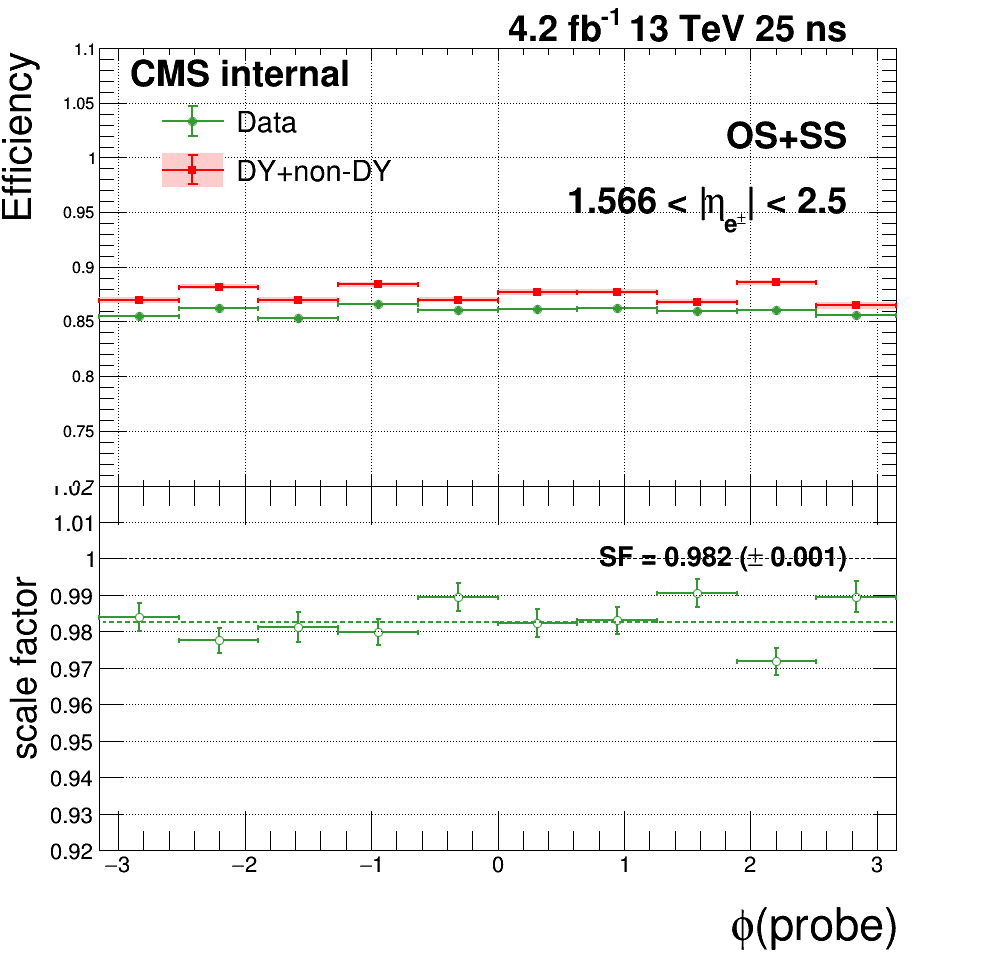 4.2 fb⁻¹ 13 TeV 25 ns
Efficiency
CMS internal
Data
DY+non-DY
OS+SS
1.566 < |η_e±| < 2.5
1.1
1.05
1
0.95
0.9
0.85
0.8
0.75
scale factor
SF = 0.982 (± 0.001)
1.02
1.01
1
0.99
0.98
0.97
0.96
0.95
0.94
0.93
0.92
−3 −2 −1 0 1 2 3
ϕ(probe)